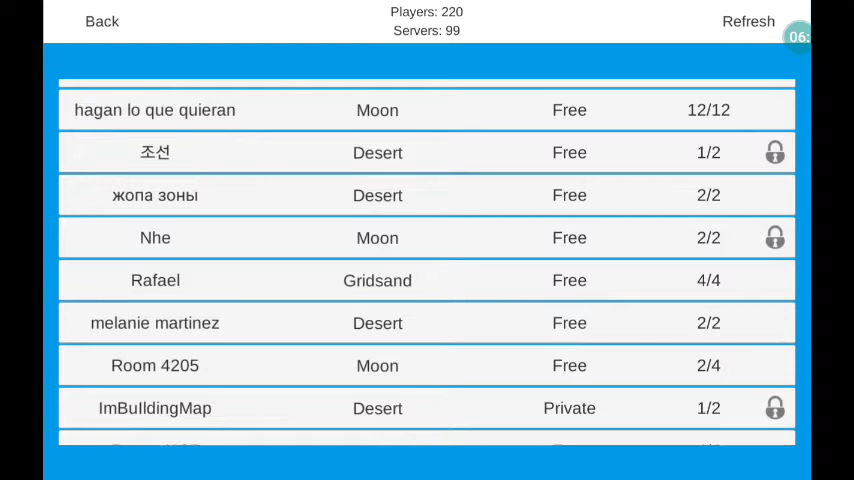 Back
Players: 220
Servers: 99
Refresh
06:
hagan lo que quieran Moon Free 12/12
조선 Desert Free 1/2
жопа зоны Desert Free 2/2
Nhe Moon Free 2/2
Rafael Gridsand Free 4/4
melanie martinez Desert Free 2/2
Room 4205 Moon Free 2/4
ImBuIldingMap Desert Private 1/2